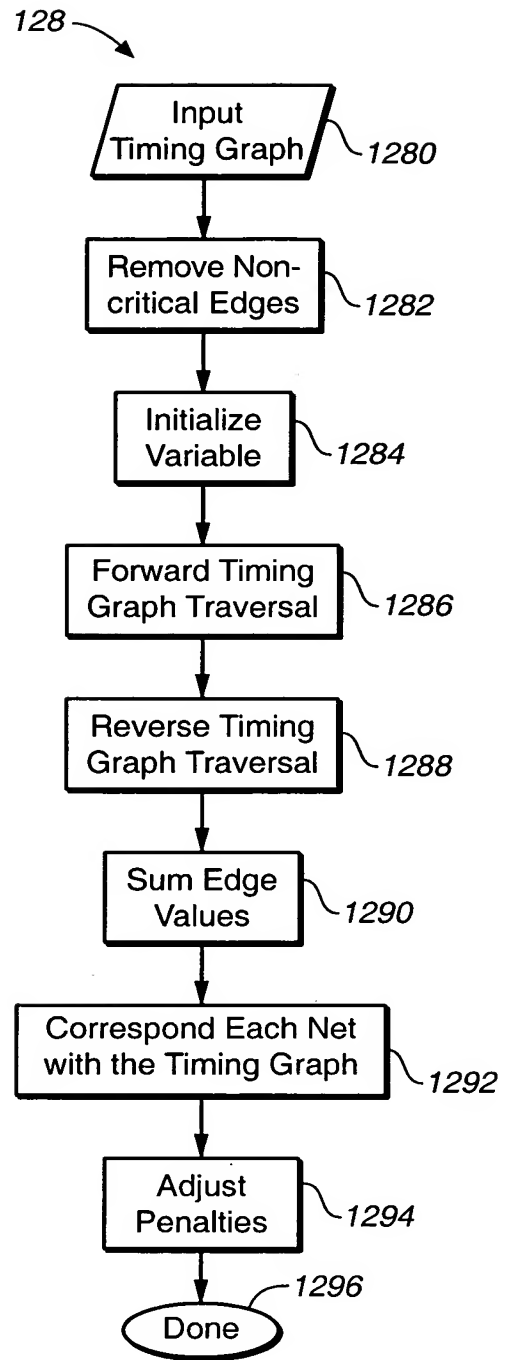 128
Input
Timing Graph
1280
Remove Non-
critical Edges
1282
Initialize
Variable
1284
Forward Timing
Graph Traversal
1286
Reverse Timing
Graph Traversal
1288
Sum Edge
Values
1290
Correspond Each Net
with the Timing Graph
1292
Adjust
Penalties
1294
1296
Done